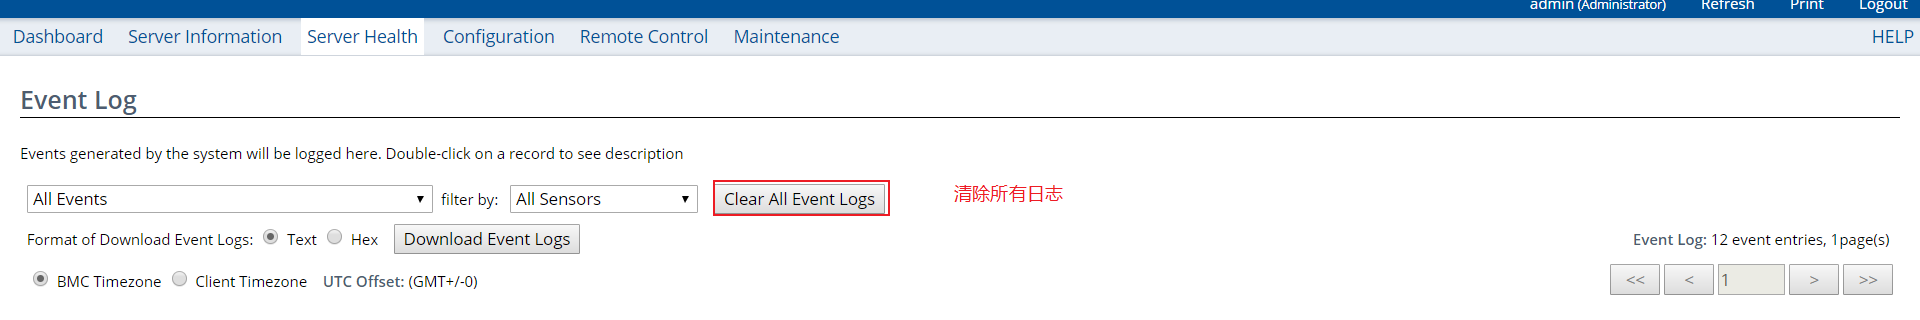 admin (Administrator) Refresh Print Logout
Dashboard Server Information Server Health Configuration Remote Control Maintenance HELP
Event Log
Events generated by the system will be logged here. Double-click on a record to see description
All Events filter by: All Sensors Clear All Event Logs 清除所有日志
Format of Download Event Logs: Text Hex Download Event Logs Event Log: 12 event entries, 1page(s)
BMC Timezone Client Timezone UTC Offset: (GMT+/-0) << < 1 > >>